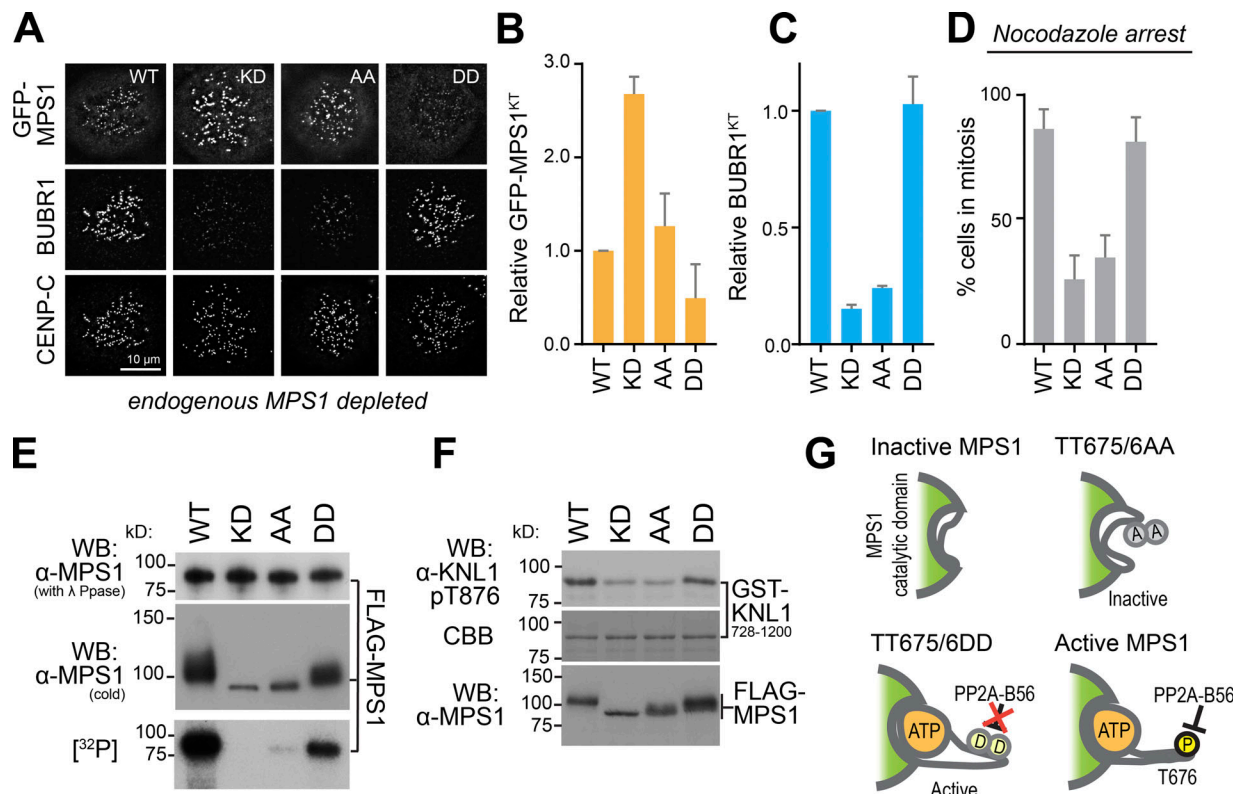 A
WT
KD
AA
DD
GFP-
MPS1
BUBR1
CENP-C
10 µm
endogenous MPS1 depleted
B
Relative GFP-MPS1KT
3.0
2.0
1.0
0.0
WT
KD
AA
DD
C
Relative BUBR1KT
1.0
0.5
0.0
WT
KD
AA
DD
D
Nocodazole arrest
% cells in mitosis
100
50
0
WT
KD
AA
DD
E
WT
KD
AA
DD
kD:
WB:
α-MPS1
(with λ Ppase)
100
75
WB:
α-MPS1
(cold)
150
100
[32P]
100
75
FLAG-MPS1
F
WT
KD
AA
DD
kD:
WB:
α-KNL1
pT876
100
75
CBB
100
75
GST-
KNL1
728-1200
WB:
α-MPS1
100
75
FLAG-
MPS1
G
Inactive MPS1
MPS1
catalytic domain
TT675/6AA
A
A
Inactive
TT675/6DD
PP2A-B56
ATP
D
D
Active
Active MPS1
PP2A-B56
ATP
P
T676